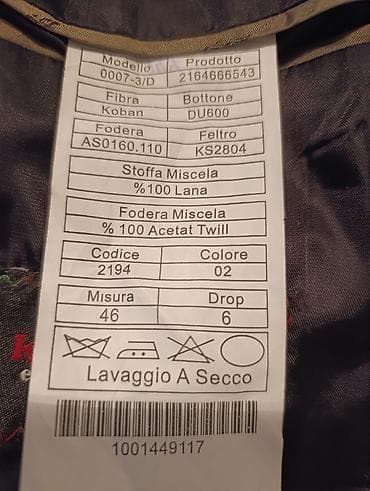 Modello Prodotto
0007-3/D 2164666543
Fibra Bottone
Koban DU600
Fodera Feltro
AS0160.110 KS2804
Stoffa Miscela
%100 Lana
Fodera Miscela
% 100 Acetat Twill
Codice Colore
2194 02
Misura Drop
46 6
Lavaggio A Secco
1001449117